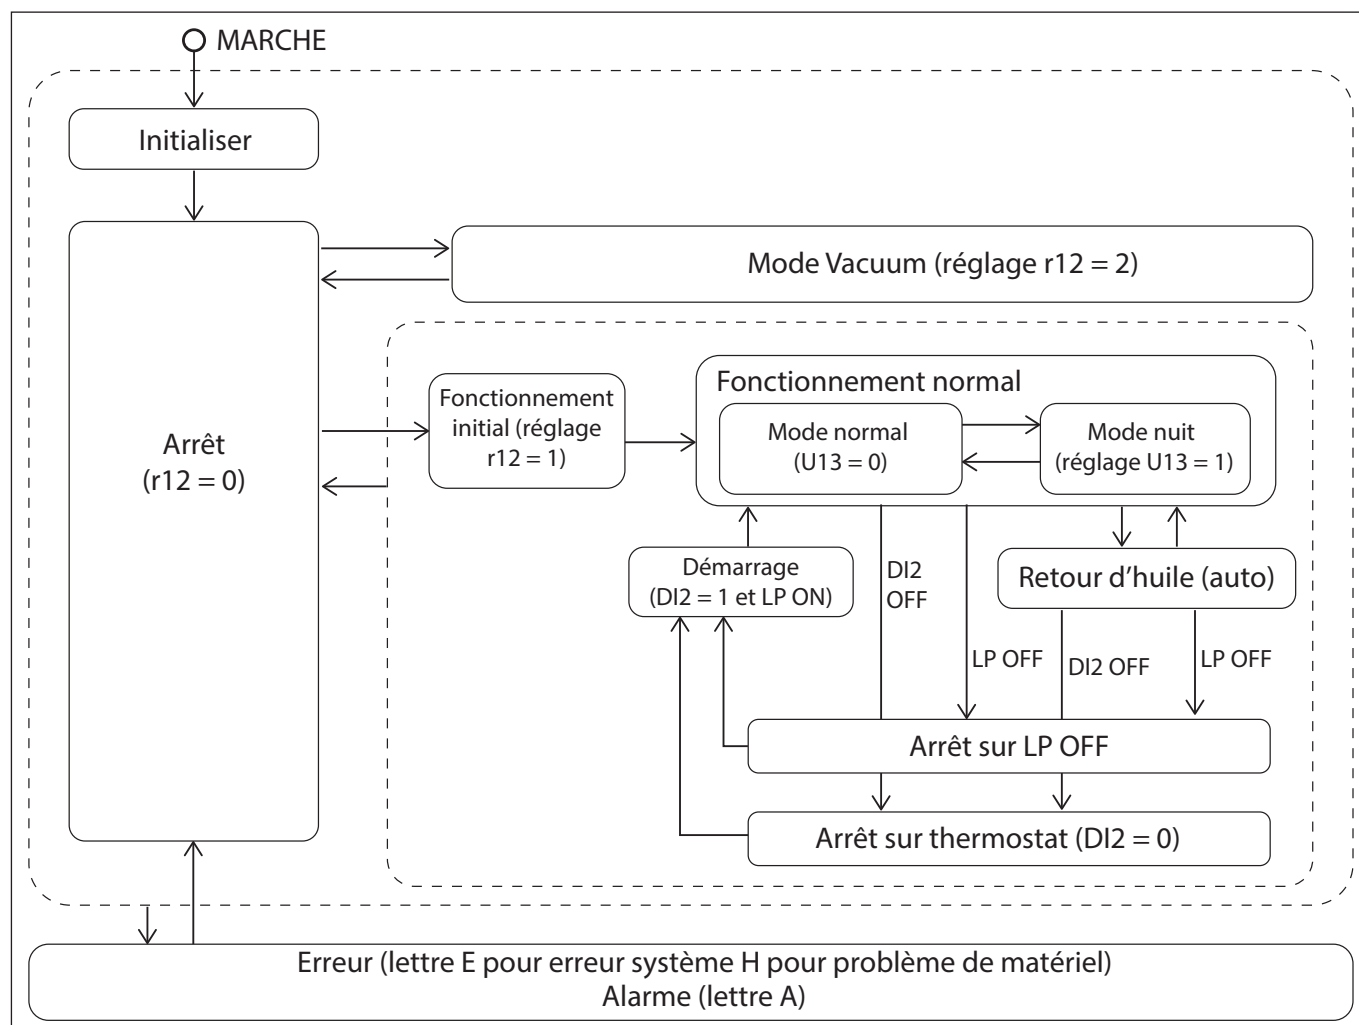 MARCHE
Initialiser
Mode Vacuum (réglage r12 = 2)
Arrêt
(r12 = 0)
Fonctionnement
initial (réglage
r12 = 1)
Fonctionnement normal
Mode normal
(U13 = 0)
Mode nuit
(réglage U13 = 1)
Démarrage
(DI2 = 1 et LP ON)
DI2
OFF
Retour d'huile (auto)
LP OFF
DI2 OFF
LP OFF
Arrêt sur LP OFF
Arrêt sur thermostat (DI2 = 0)
Erreur (lettre E pour erreur système H pour problème de matériel)
Alarme (lettre A)